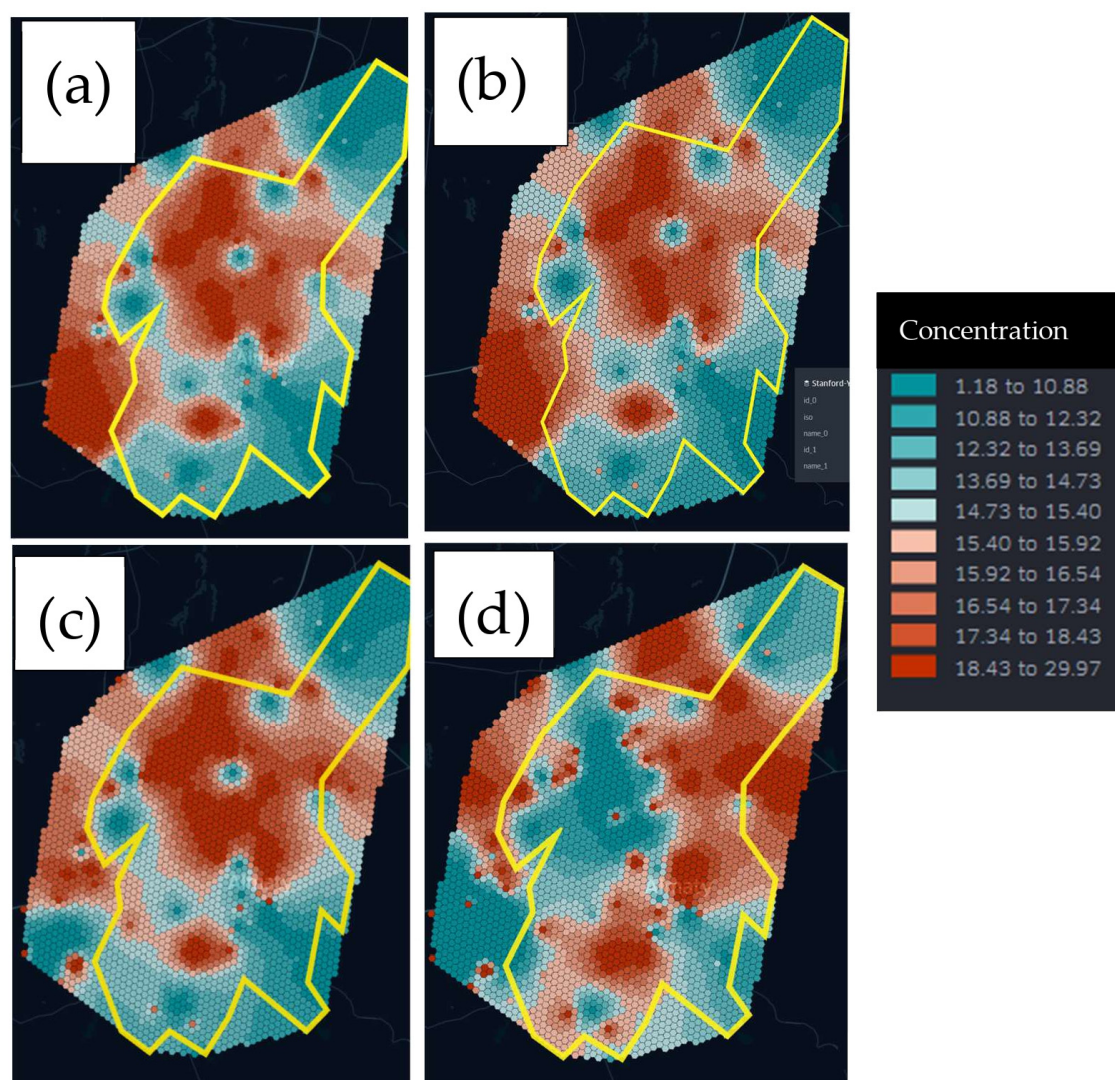 (a)
(b)
Concentration
1.18 to 10.88
10.88 to 12.32
12.32 to 13.69
13.69 to 14.73
14.73 to 15.40
15.40 to 15.92
15.92 to 16.54
16.54 to 17.34
17.34 to 18.43
18.43 to 29.97
Stanford-Y
id_0
iso
name_0
id_1
name_1
(c)
(d)
Almaty